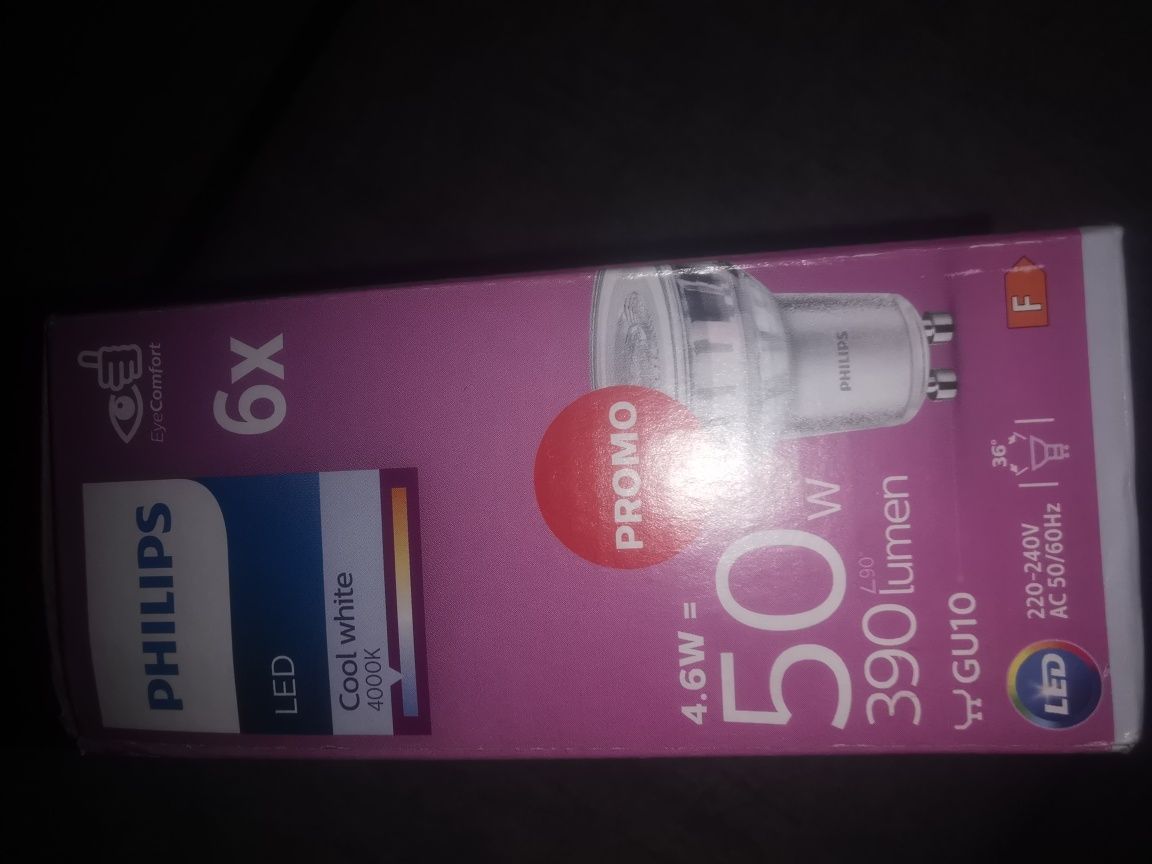 PHILIPS
LED
Cool white
4000K
EyeComfort
6X
PROMO
PHILIPS
4.6W =
50W
390 lumen
∠90°
GU10
F
36°
220-240V
AC 50/60Hz
LED